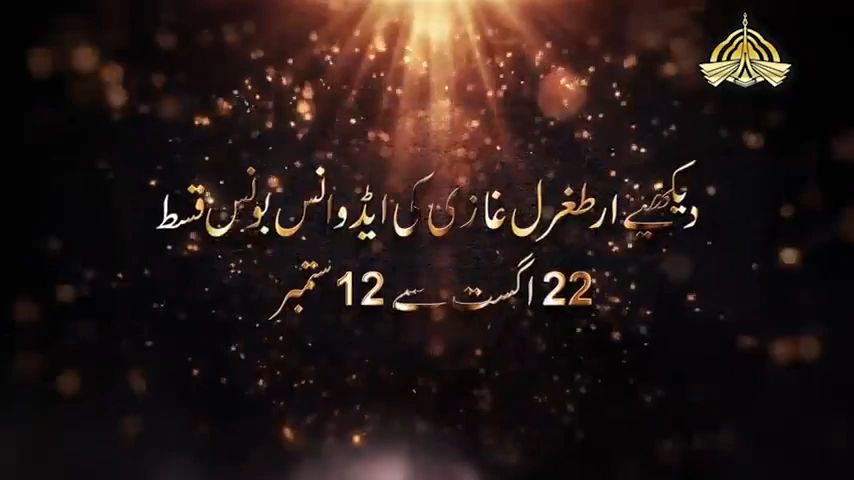 دیکھیے ارطغرل غازی کی ایڈوانس بونس قسط
22 اگست سے 12 ستمبر